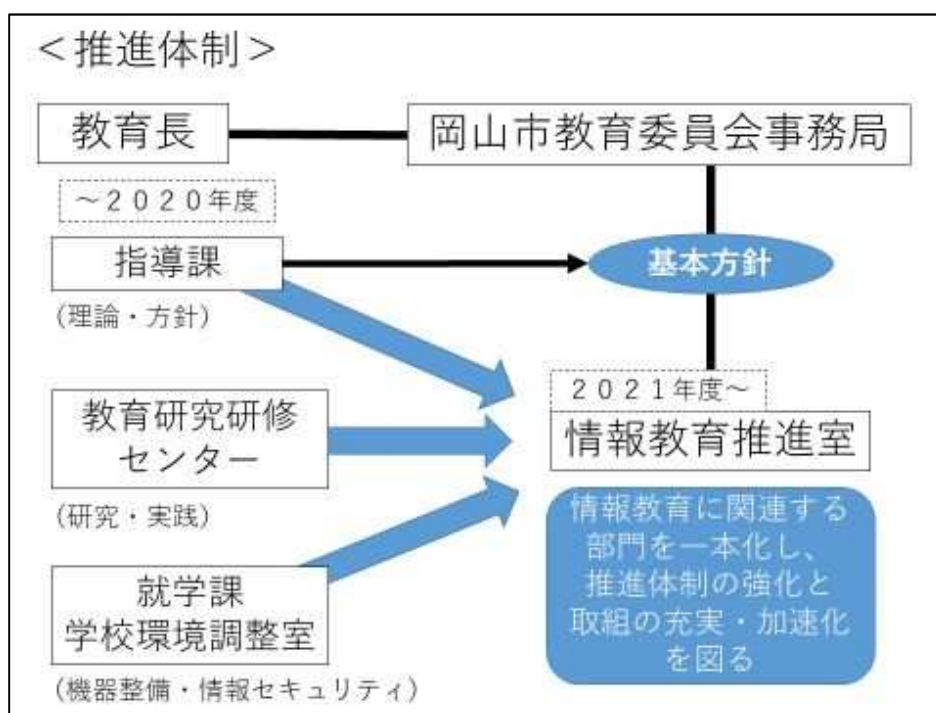 ＜推進体制＞
教育長
岡山市教育委員会事務局
～２０２０年度
指導課
基本方針
(理論・方針)
２０２１年度～
教育研究研修
センター
情報教育推進室
(研究・実践)
情報教育に関連する
部門を一本化し、
推進体制の強化と
取組の充実・加速化
を図る
就学課
学校環境調整室
(機器整備・情報セキュリティ)